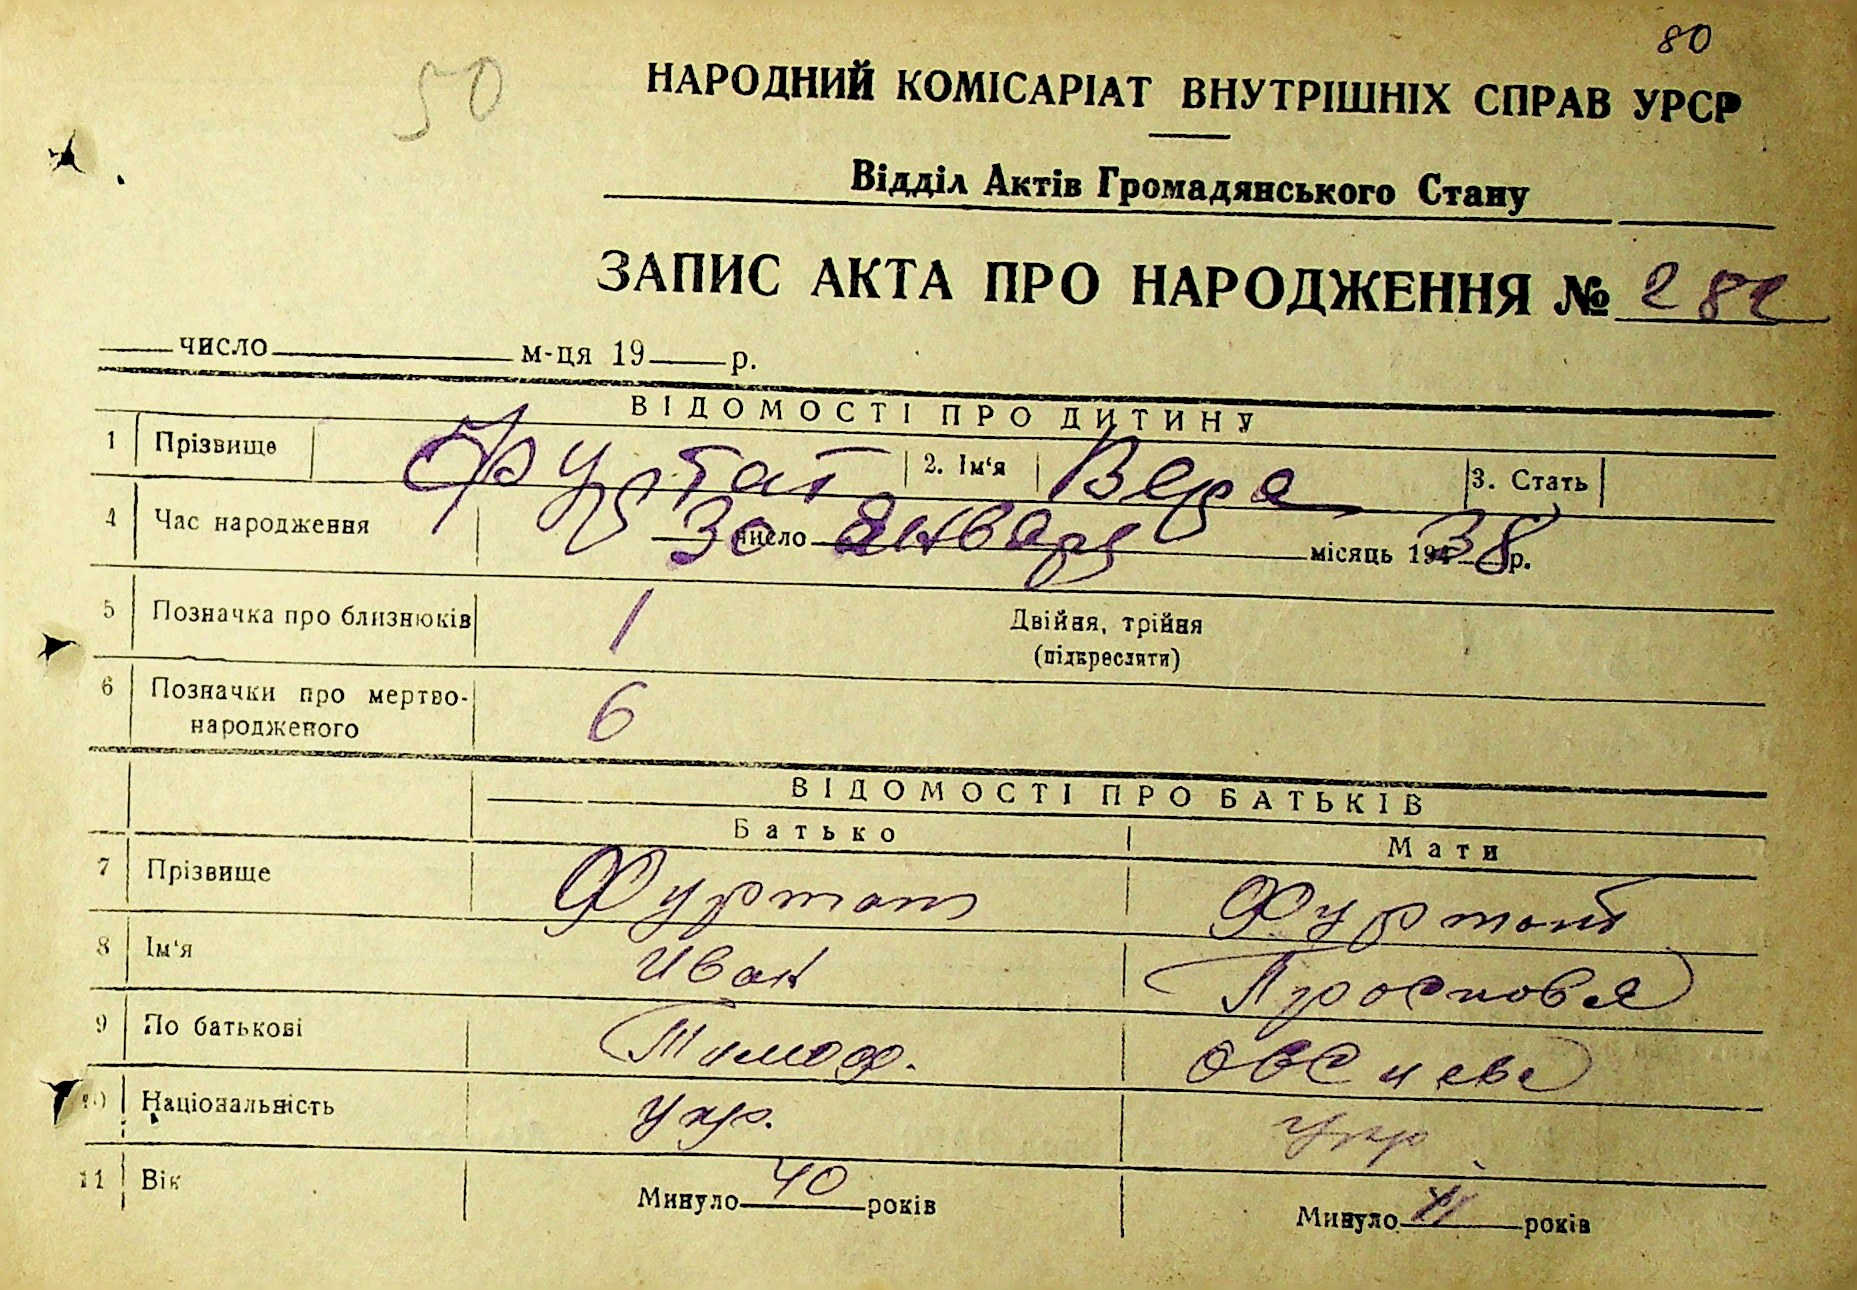 80
50
НАРОДНИЙ КОМІСАРІАТ ВНУТРІШНІХ СПРАВ УРСР
Відділ Актів Громадянського Стану
ЗАПИС АКТА ПРО НАРОДЖЕННЯ № 282
число м-ця 19 р.
ВІДОМОСТІ ПРО ДИТИНУ
1 Прізвище Фуртат 2. Ім‘я Вера 3. Стать
4 Час народження 30 число Января місяць 1938 р.
5 Позначка про близнюків 1 Двійня, трійня
(підкреслити)
6 Позначки про мертво-
народженого 6
ВІДОМОСТІ ПРО БАТЬКІВ
Батько Мати
7 Прізвище Фуртат Фуртат
8 Ім‘я Иван Просковя
9 По батькові Тимоф. Овсиева
10 Національність укр. укр
11 Вік Минуло 40 років Минуло років